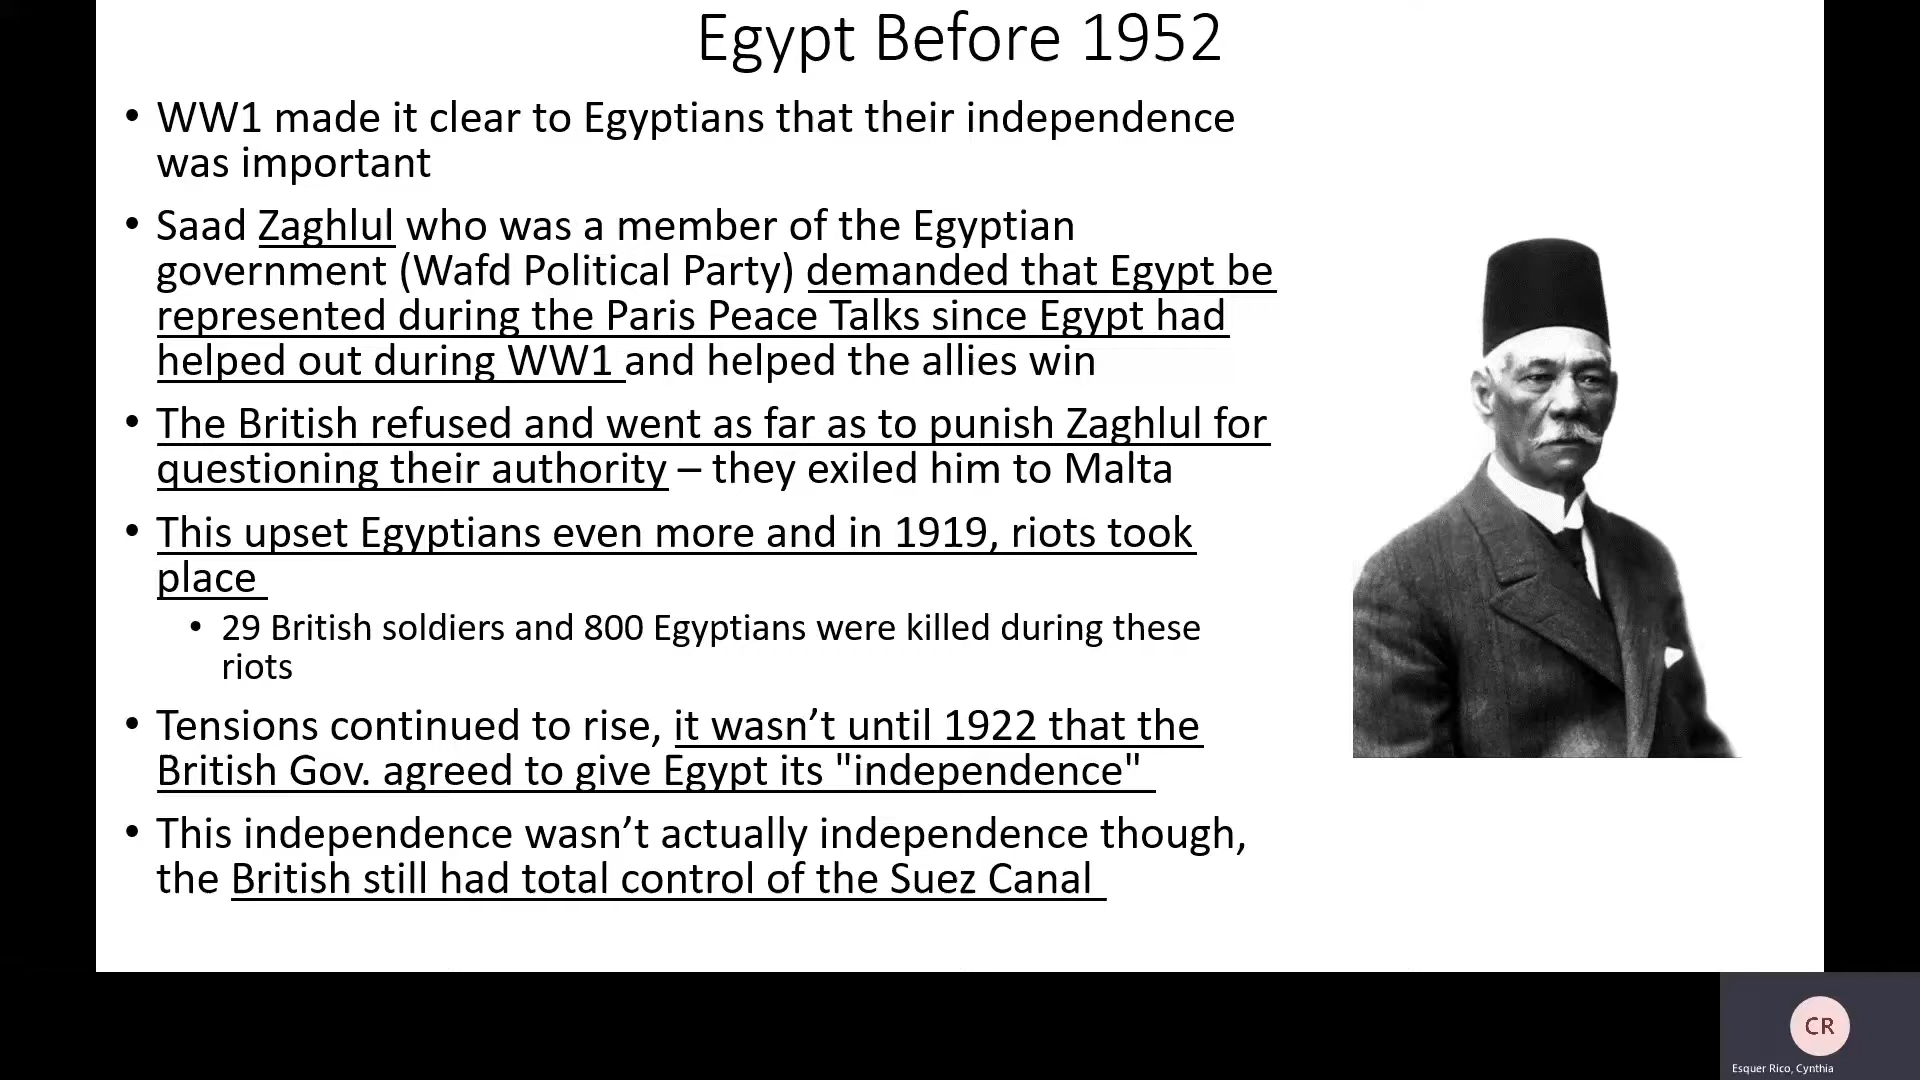 Egypt Before 1952
• WW1 made it clear to Egyptians that their independence
was important
• Saad Zaghlul who was a member of the Egyptian
government (Wafd Political Party) demanded that Egypt be
represented during the Paris Peace Talks since Egypt had
helped out during WW1 and helped the allies win
• The British refused and went as far as to punish Zaghlul for
questioning their authority – they exiled him to Malta
• This upset Egyptians even more and in 1919, riots took
place
• 29 British soldiers and 800 Egyptians were killed during these
riots
• Tensions continued to rise, it wasn’t until 1922 that the
British Gov. agreed to give Egypt its "independence"
• This independence wasn’t actually independence though,
the British still had total control of the Suez Canal
CR
Esquer Rico, Cynthia